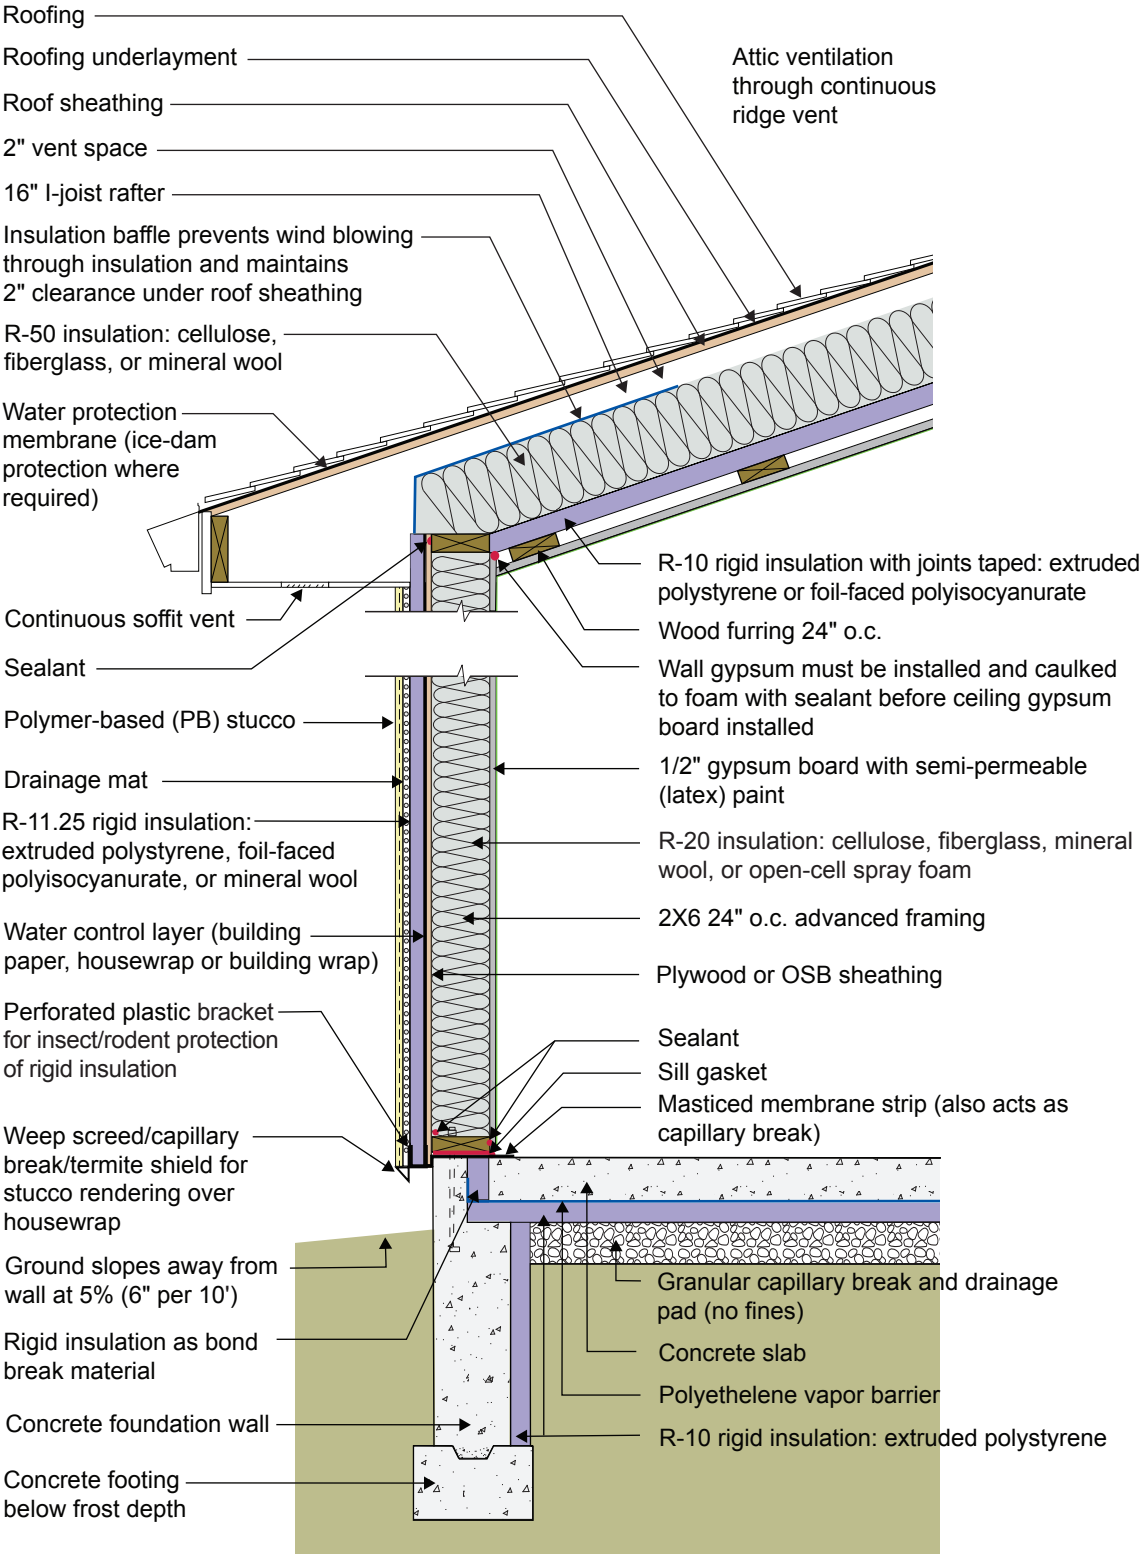 Roofing
Roofing underlayment
Roof sheathing
2" vent space
16" I-joist rafter
Insulation baffle prevents wind blowing
through insulation and maintains
2" clearance under roof sheathing
R-50 insulation: cellulose,
fiberglass, or mineral wool
Water protection
membrane (ice-dam
protection where
required)
Continuous soffit vent
Sealant
Polymer-based (PB) stucco
Drainage mat
R-11.25 rigid insulation:
extruded polystyrene, foil-faced
polyisocyanurate, or mineral wool
Water control layer (building
paper, housewrap or building wrap)
Perforated plastic bracket
for insect/rodent protection
of rigid insulation
Weep screed/capillary
break/termite shield for
stucco rendering over
housewrap
Ground slopes away from
wall at 5% (6" per 10')
Rigid insulation as bond
break material
Concrete foundation wall
Concrete footing
below frost depth
Attic ventilation
through continuous
ridge vent
R-10 rigid insulation with joints taped: extruded
polystyrene or foil-faced polyisocyanurate
Wood furring 24" o.c.
Wall gypsum must be installed and caulked
to foam with sealant before ceiling gypsum
board installed
1/2" gypsum board with semi-permeable
(latex) paint
R-20 insulation: cellulose, fiberglass, mineral
wool, or open-cell spray foam
2X6 24" o.c. advanced framing
Plywood or OSB sheathing
Sealant
Sill gasket
Masticed membrane strip (also acts as
capillary break)
Granular capillary break and drainage
pad (no fines)
Concrete slab
Polyethelene vapor barrier
R-10 rigid insulation: extruded polystyrene